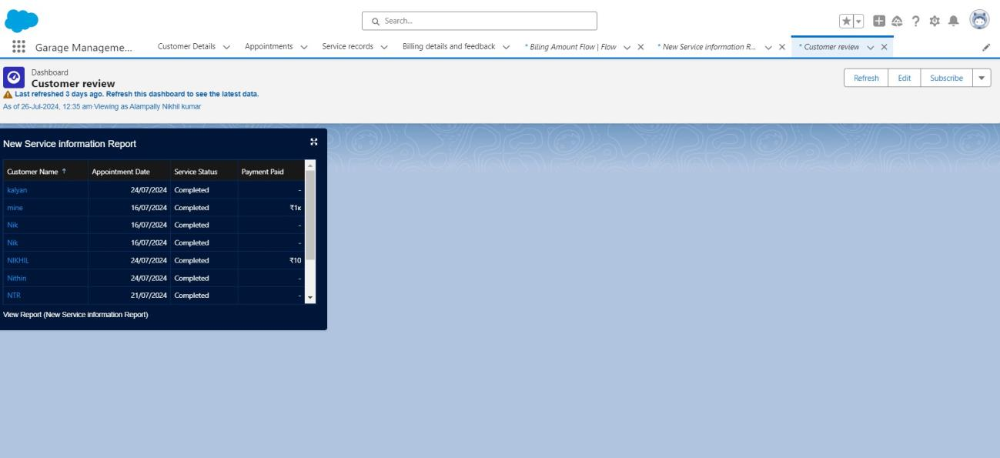 Search...
Garage Manageme...
Customer Details
Appointments
Service records
Billing details and feedback
* Biling Amount Flow | Flow
* New Service information R...
* Customer review
Dashboard
Customer review
Last refreshed 3 days ago. Refresh this dashboard to see the latest data.
As of 26-Jul-2024, 12:35 am·Viewing as Alampally Nikhil kumar
Refresh
Edit
Subscribe
New Service information Report
Customer Name ↑ Appointment Date Service Status Payment Paid
kalyan 24/07/2024 Completed -
mine 16/07/2024 Completed ₹1K
Nik 16/07/2024 Completed -
Nik 16/07/2024 Completed -
NIKHIL 24/07/2024 Completed ₹10
Nithin 24/07/2024 Completed -
NTR 21/07/2024 Completed -
View Report (New Service information Report)